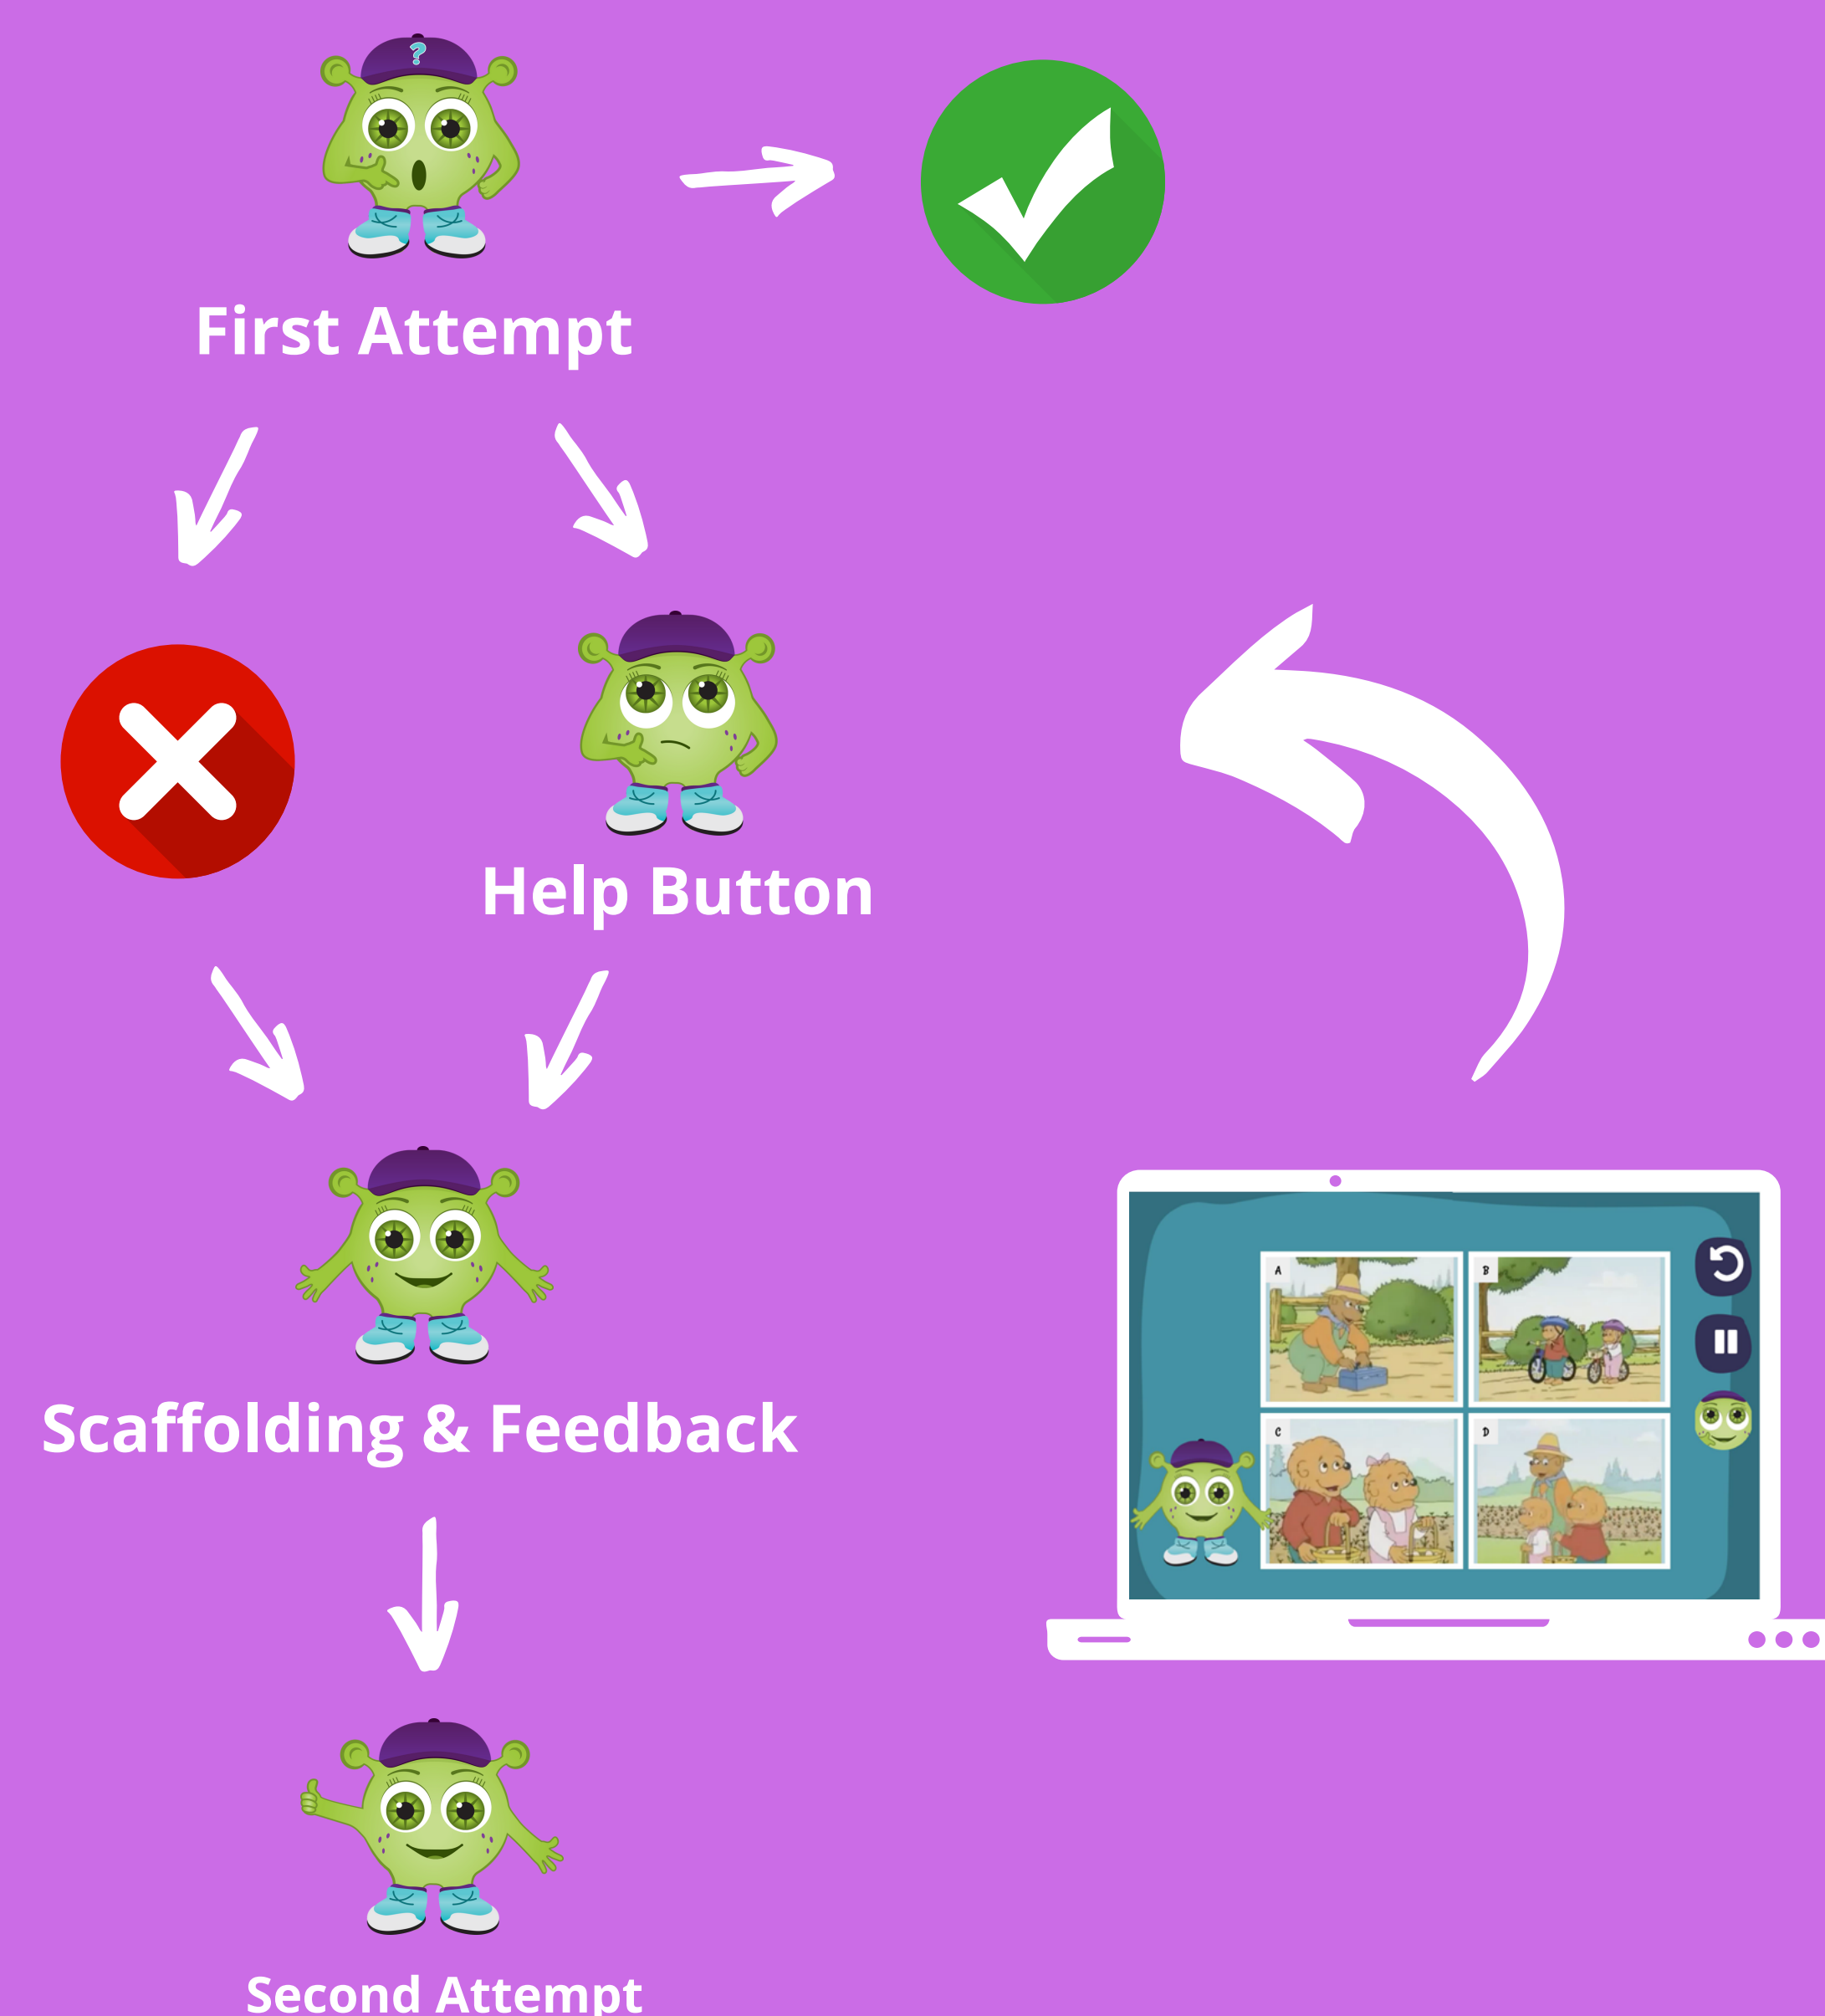 ?
First Attempt
Help Button
Scaffolding & Feedback
A
B
C
D
Second Attempt